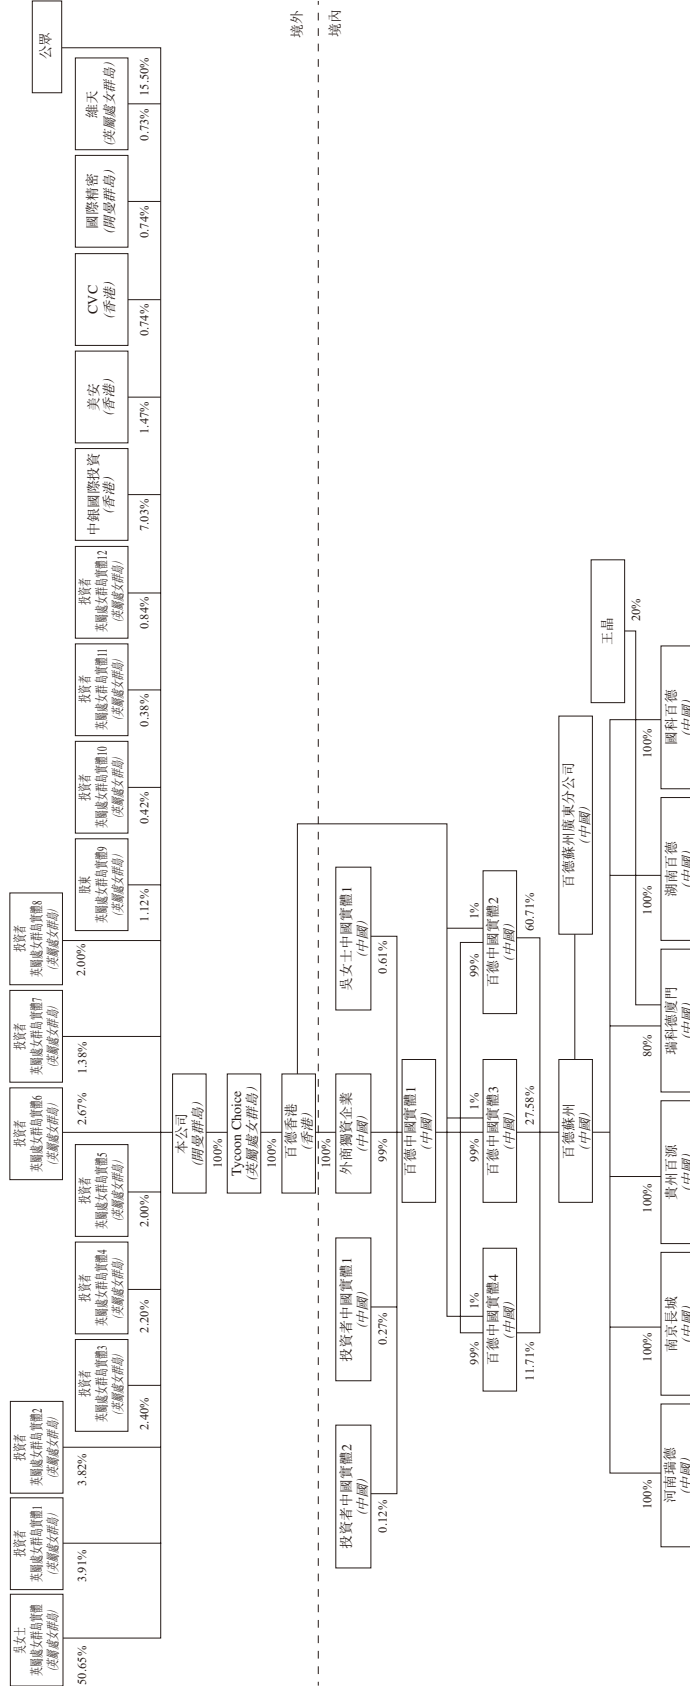 吳女士
英屬處女群島實體
(英屬處女群島)
50.65%
投資者
英屬處女群島實體1
(英屬處女群島)
3.91%
投資者
英屬處女群島實體2
(英屬處女群島)
3.82%
投資者
英屬處女群島實體3
(英屬處女群島)
2.40%
投資者
英屬處女群島實體4
(英屬處女群島)
2.20%
投資者
英屬處女群島實體5
(英屬處女群島)
2.00%
投資者
英屬處女群島實體6
(英屬處女群島)
2.67%
投資者
英屬處女群島實體7
(英屬處女群島)
1.38%
投資者
英屬處女群島實體8
(英屬處女群島)
2.00%
股東
英屬處女群島實體9
(英屬處女群島)
1.12%
投資者
英屬處女群島實體10
(英屬處女群島)
0.42%
投資者
英屬處女群島實體11
(英屬處女群島)
0.38%
投資者
英屬處女群島實體12
(英屬處女群島)
0.84%
中銀國際投資
(香港)
7.03%
美安
(香港)
1.47%
CVC
(香港)
0.74%
國際精密
(開曼群島)
0.74%
維天
(英屬處女群島)
0.73%
公眾
15.50%
本公司
(開曼群島)
100%
Tycoon Choice
(英屬處女群島)
100%
百德香港
(香港)
境外
境內
100%
投資者中國實體2
(中國)
0.12%
投資者中國實體1
(中國)
0.27%
外商獨資企業
(中國)
99%
吳女士中國實體1
(中國)
0.61%
百德中國實體1
(中國)
99%
1%
百德中國實體4
(中國)
11.71%
99%
1%
百德中國實體3
(中國)
27.58%
99%
1%
百德中國實體2
(中國)
60.71%
百德蘇州
(中國)
百德蘇州廣東分公司
(中國)
王晶
20%
100%
河南瑞德
(中國)
100%
南京長城
(中國)
100%
貴州百源
(中國)
80%
瑞科德廈門
(中國)
100%
湖南百德
(中國)
100%
國科百德
(中國)